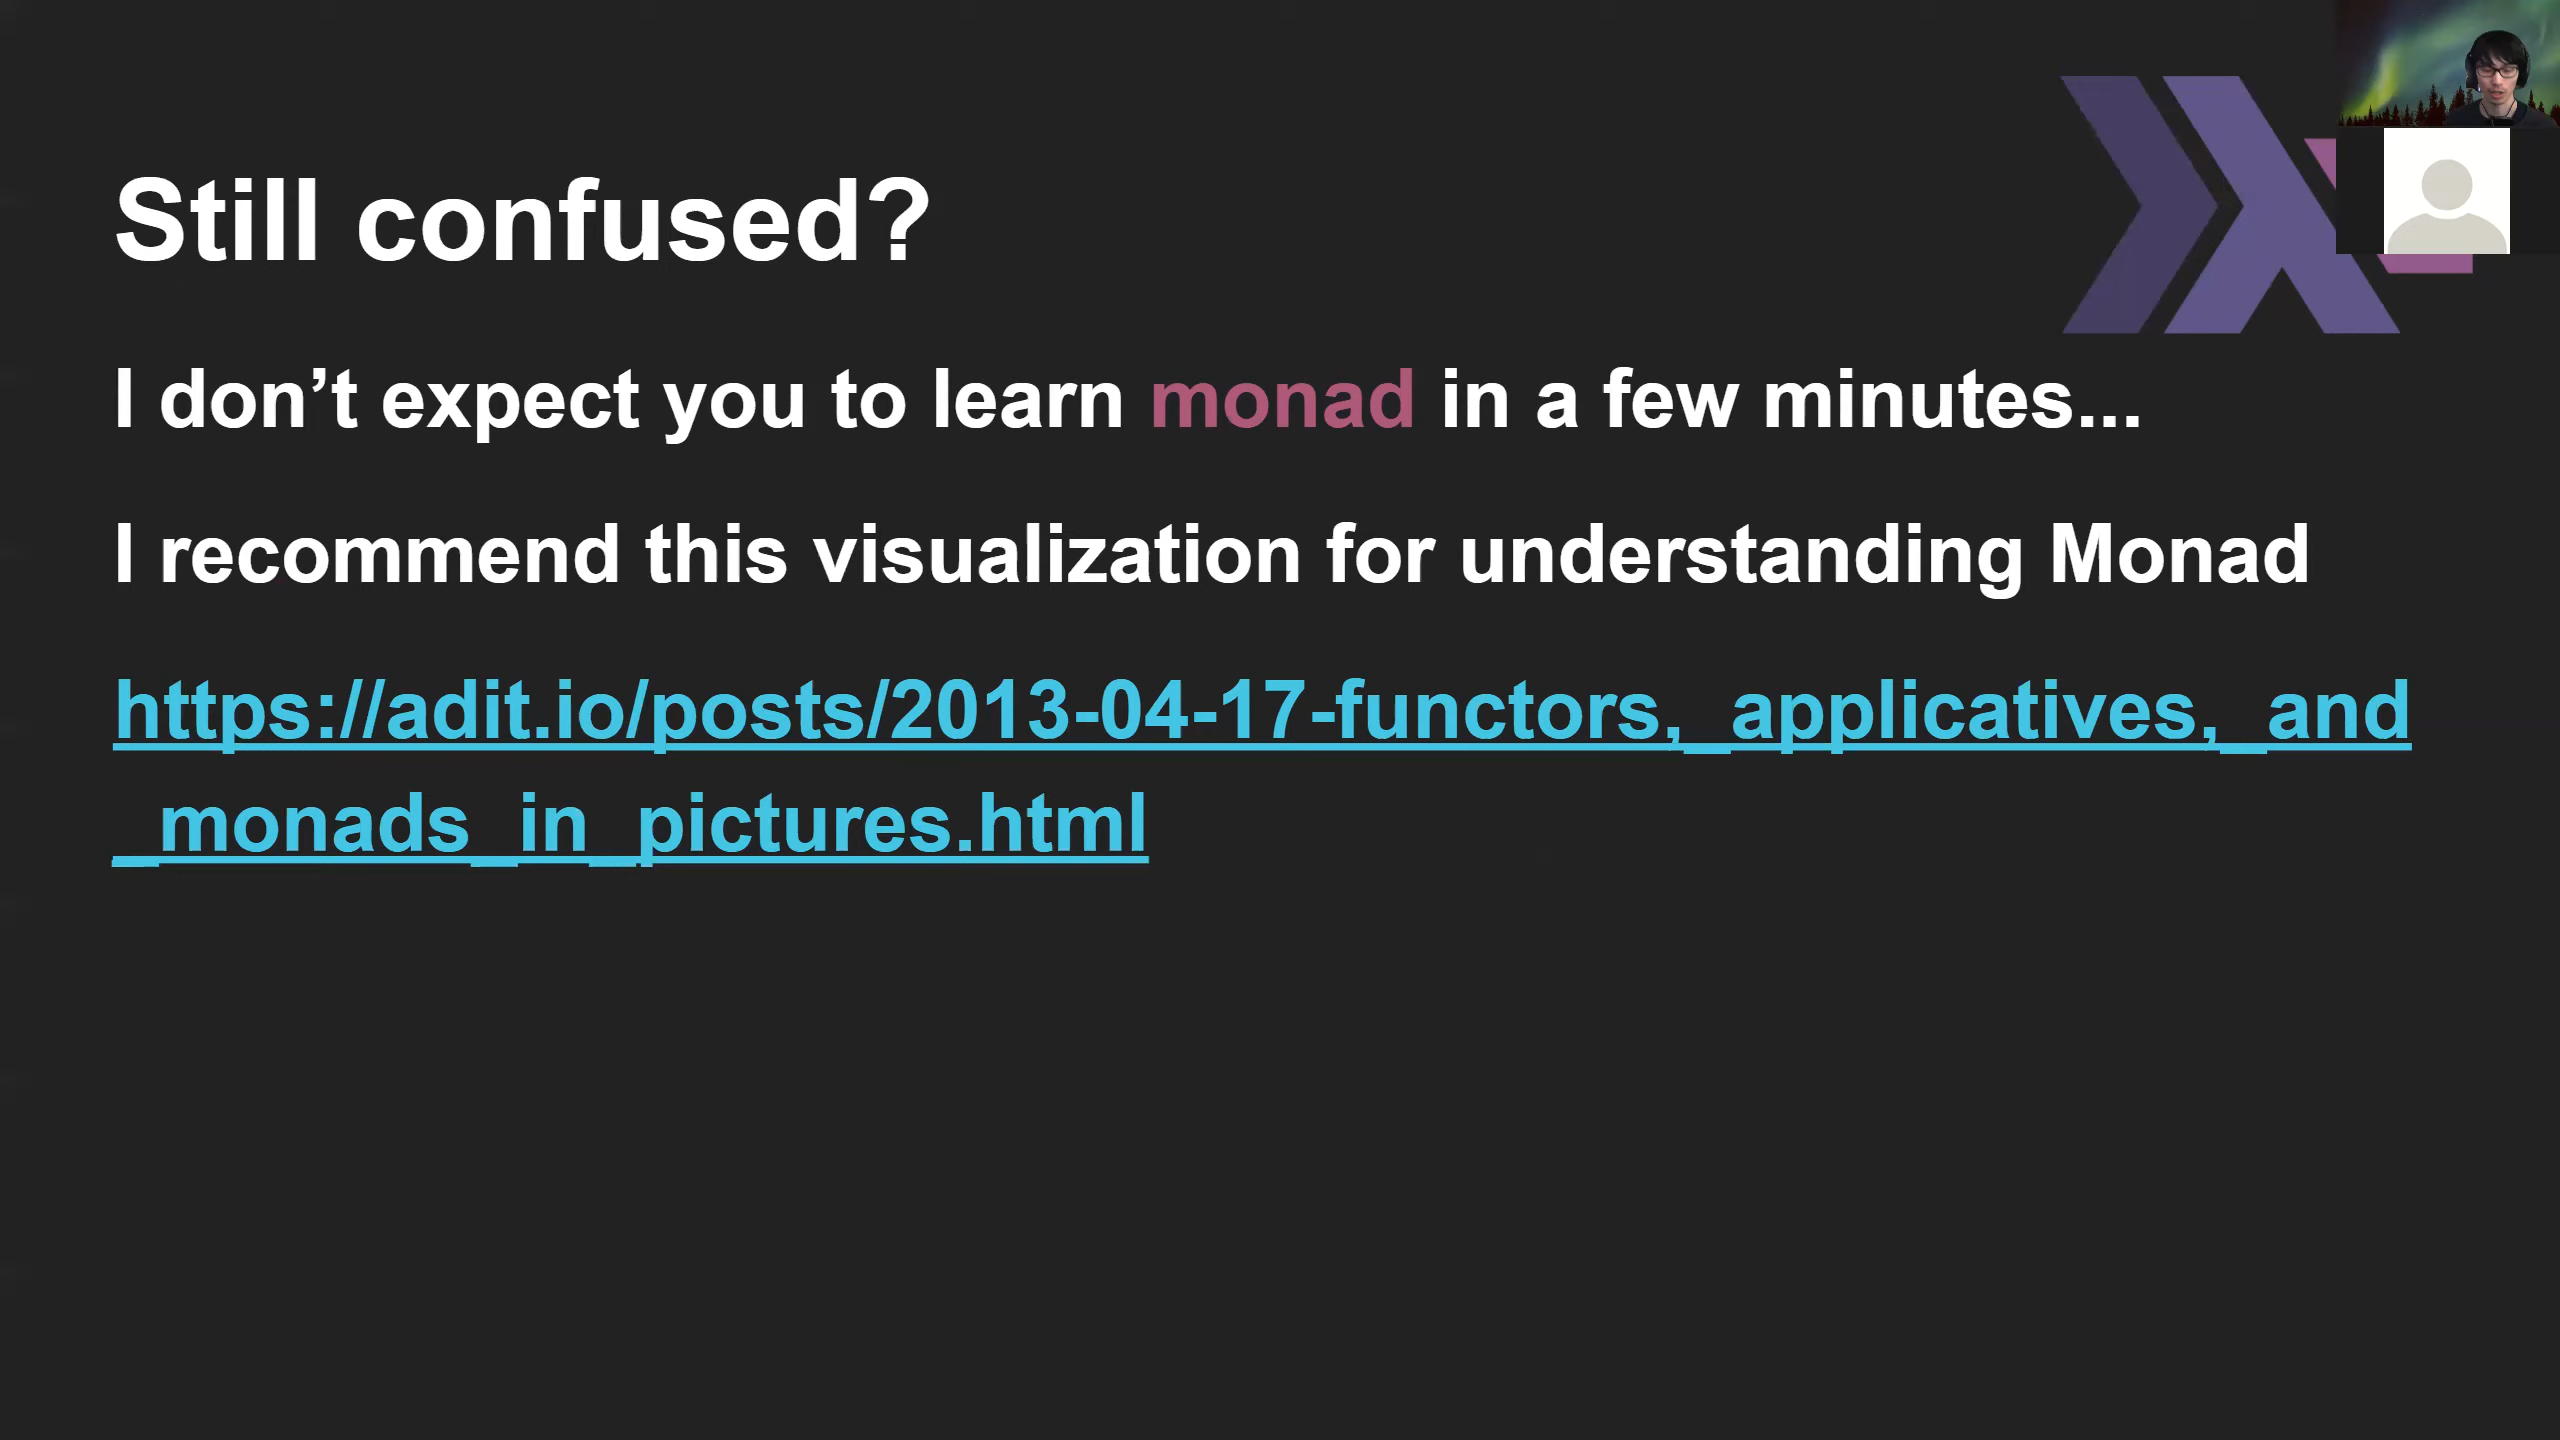 Still confused?
I don’t expect you to learn monad in a few minutes...
I recommend this visualization for understanding Monad
https://adit.io/posts/2013-04-17-functors,_applicatives,_and
_monads_in_pictures.html